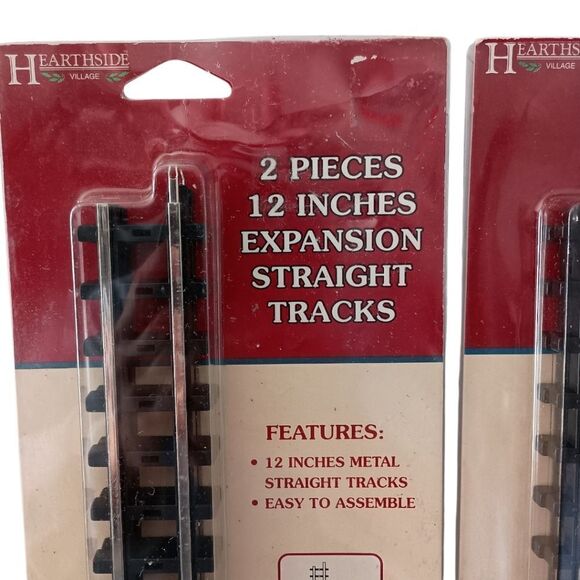 HEARTHSIDE
VILLAGE
2 PIECES
12 INCHES
EXPANSION
STRAIGHT
TRACKS
FEATURES:
• 12 INCHES METAL
STRAIGHT TRACKS
• EASY TO ASSEMBLE
HEARTHS
VILLAGE